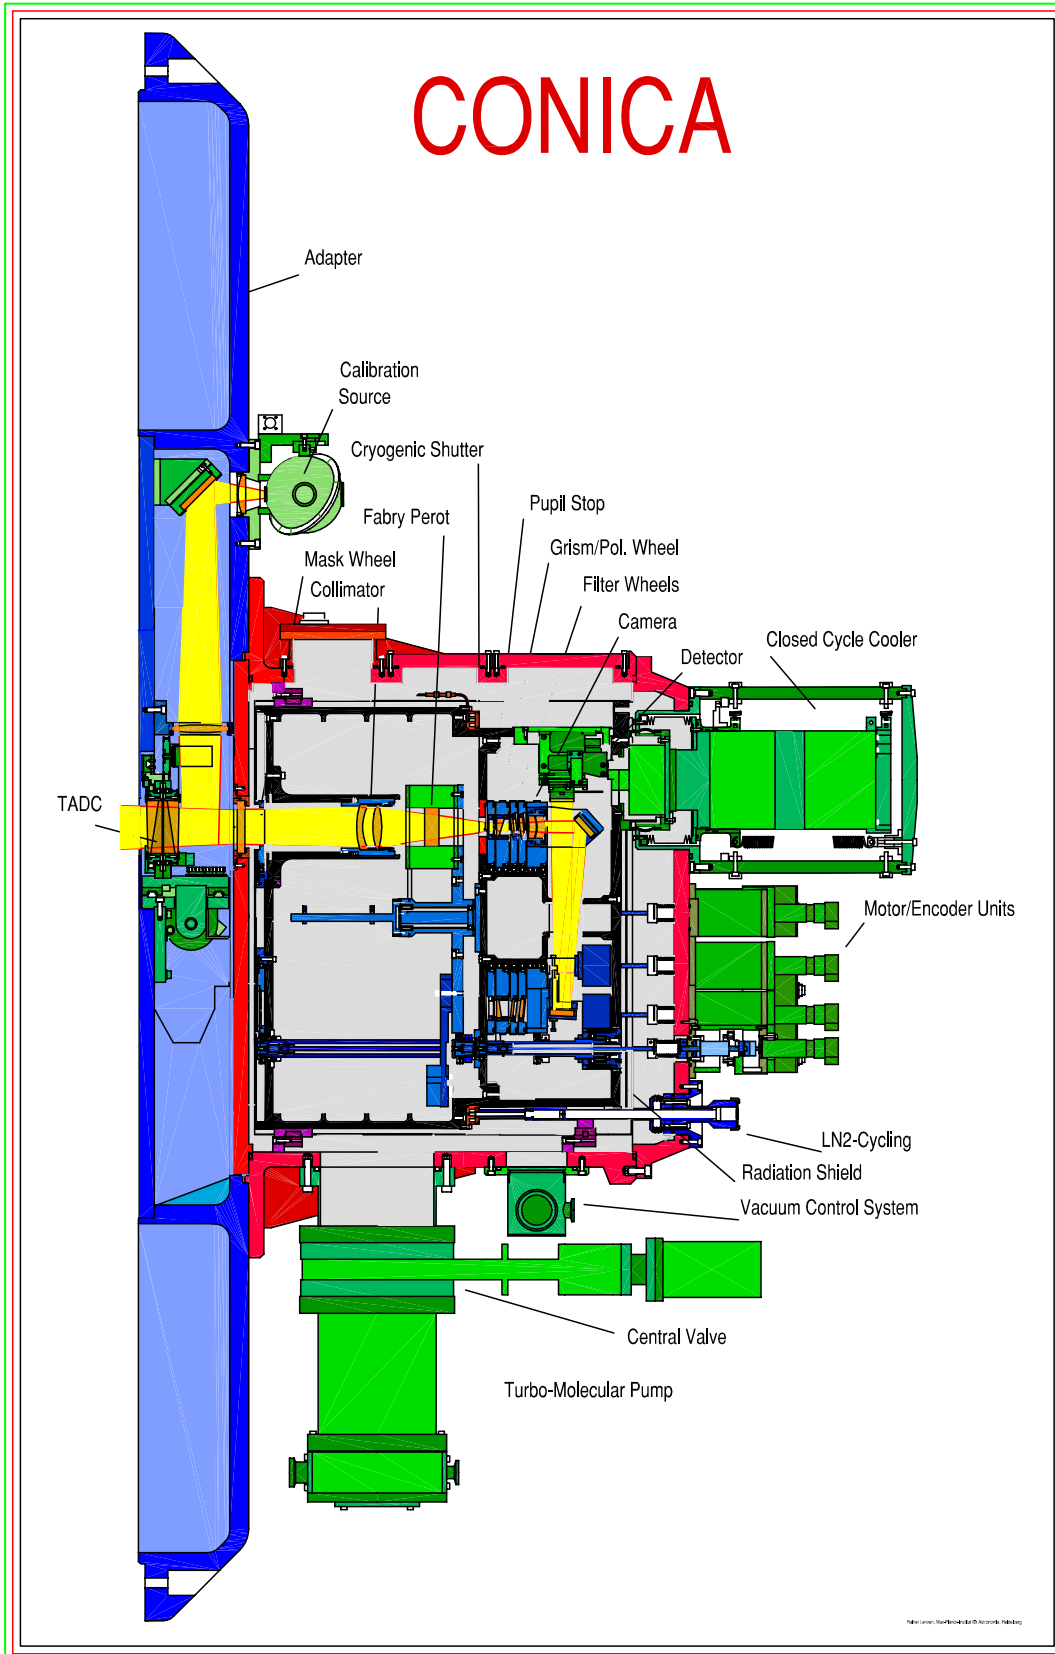 CONICA
Adapter
Calibration
Source
Cryogenic Shutter
Pupil Stop
Fabry Perot
Grism/Pol. Wheel
Mask Wheel
Filter Wheels
Collimator
Camera
Closed Cycle Cooler
Detector
TADC
Motor/Encoder Units
LN2-Cycling
Radiation Shield
Vacuum Control System
Central Valve
Turbo-Molecular Pump